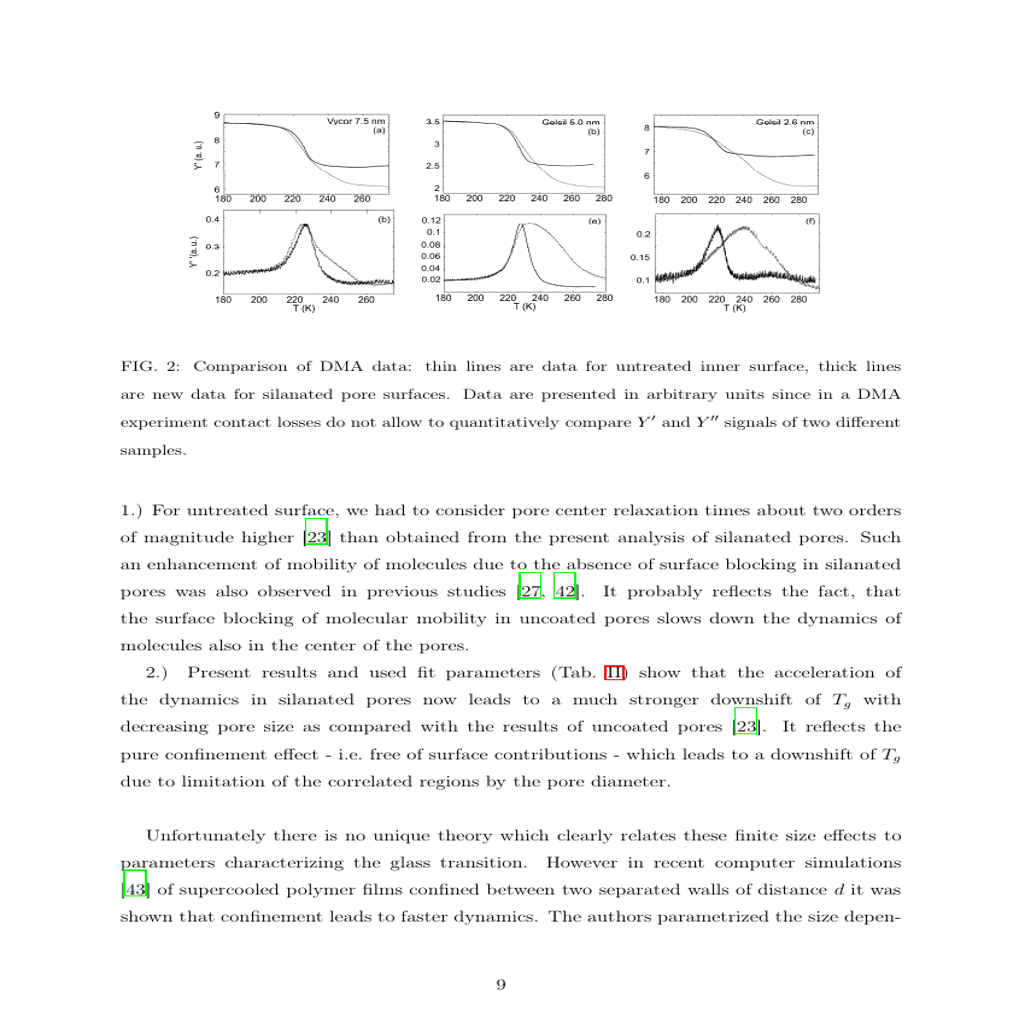 9
8
7
6
Y' (a. u.)
Vycor 7.5 nm
(a)
180 200 220 240 260
3.5
3
2.5
2
Gelsil 5.0 nm
(b)
180 200 220 240 260 280
8
7
6
Gelsil 2.6 nm
(c)
180 200 220 240 260 280
0.4
0.3
0.2
Y" (a. u.)
(b)
180 200 220 240 260
T (K)
0.12
0.1
0.08
0.06
0.04
0.02
(e)
180 200 220 240 260 280
T (K)
0.2
0.15
0.1
(f)
180 200 220 240 260 280
T (K)
FIG. 2: Comparison of DMA data: thin lines are data for untreated inner surface, thick lines
are new data for silanated pore surfaces. Data are presented in arbitrary units since in a DMA
experiment contact losses do not allow to quantitatively compare Y′ and Y″ signals of two different
samples.
1.) For untreated surface, we had to consider pore center relaxation times about two orders
of magnitude higher [23] than obtained from the present analysis of silanated pores. Such
an enhancement of mobility of molecules due to the absence of surface blocking in silanated
pores was also observed in previous studies [27, 42]. It probably reflects the fact, that
the surface blocking of molecular mobility in uncoated pores slows down the dynamics of
molecules also in the center of the pores.
2.) Present results and used fit parameters (Tab. II) show that the acceleration of
the dynamics in silanated pores now leads to a much stronger downshift of Tg with
decreasing pore size as compared with the results of uncoated pores [23]. It reflects the
pure confinement effect - i.e. free of surface contributions - which leads to a downshift of Tg
due to limitation of the correlated regions by the pore diameter.
Unfortunately there is no unique theory which clearly relates these finite size effects to
parameters characterizing the glass transition. However in recent computer simulations
[43] of supercooled polymer films confined between two separated walls of distance d it was
shown that confinement leads to faster dynamics. The authors parametrized the size depen-
9